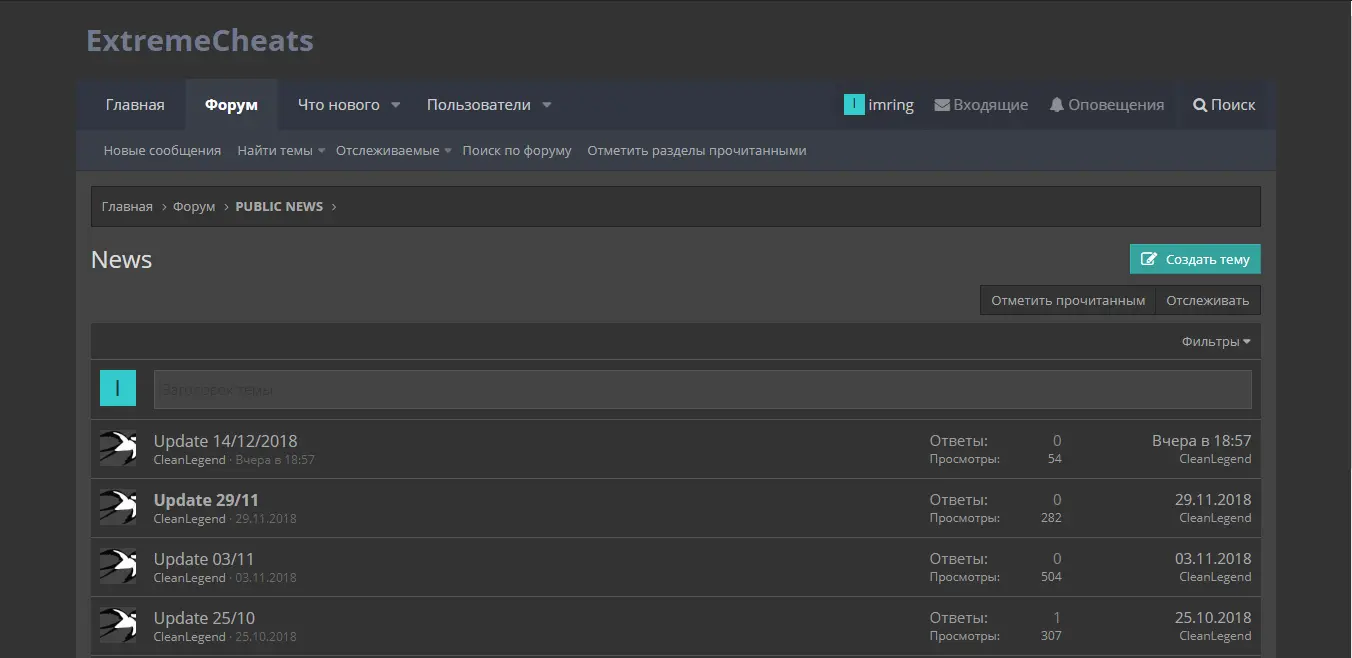 ExtremeCheats
Главная Форум Что нового Пользователи I imring Входящие Оповещения Поиск
Новые сообщения Найти темы Отслеживаемые Поиск по форуму Отметить разделы прочитанными
Главная › Форум › PUBLIC NEWS ›
News
Создать тему
Отметить прочитанным Отслеживать
Фильтры
I Заголовок темы
Update 14/12/2018 Ответы: 0 Вчера в 18:57
CleanLegend · Вчера в 18:57 Просмотры: 54 CleanLegend
Update 29/11 Ответы: 0 29.11.2018
CleanLegend · 29.11.2018 Просмотры: 282 CleanLegend
Update 03/11 Ответы: 0 03.11.2018
CleanLegend · 03.11.2018 Просмотры: 504 CleanLegend
Update 25/10 Ответы: 1 25.10.2018
CleanLegend · 25.10.2018 Просмотры: 307 CleanLegend